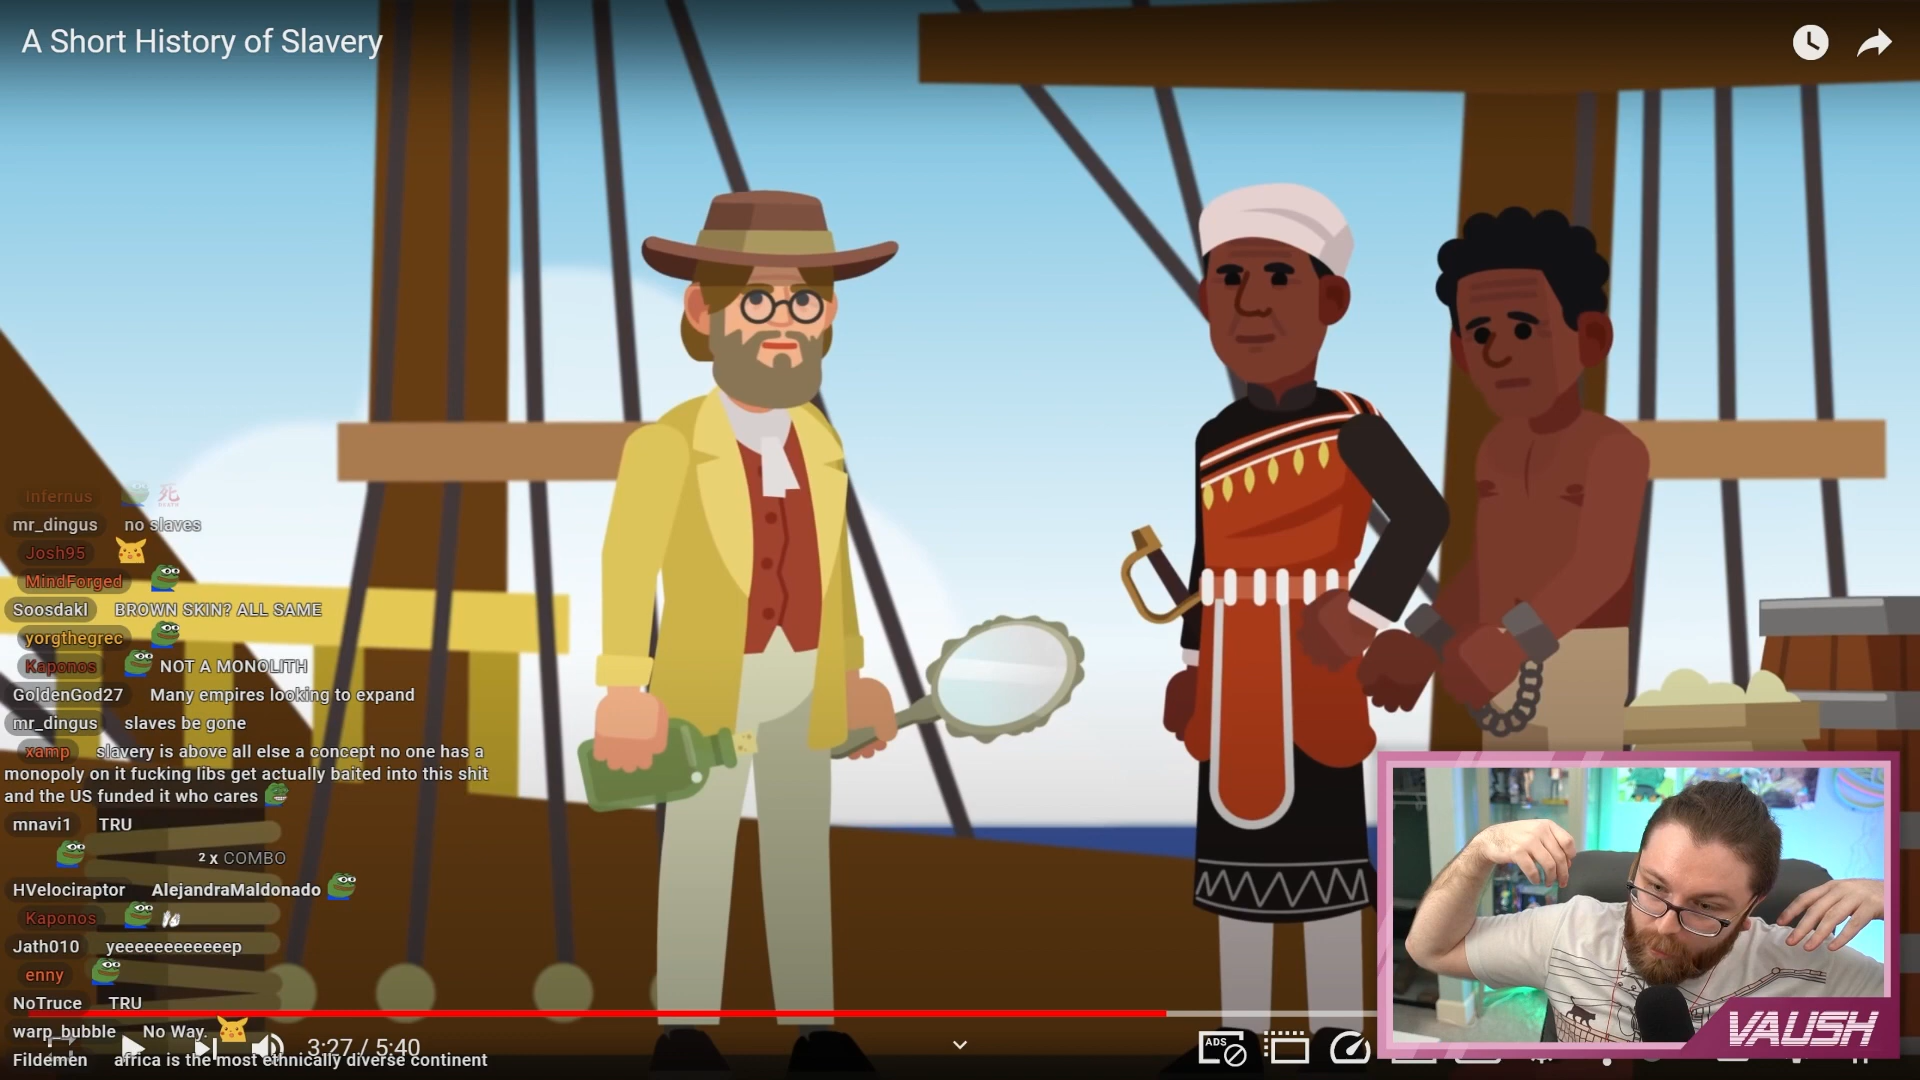 A Short History of Slavery
Infernus 死
DEATH
mr_dingus no slaves
Josh95
MindForged
Soosdakl BROWN SKIN? ALL SAME
yorgthegrec
Kaponos NOT A MONOLITH
GoldenGod27 Many empires looking to expand
mr_dingus slaves be gone
xamp slavery is above all else a concept no one has a
monopoly on it fucking libs get actually baited into this shit
and the US funded it who cares
mnavi1 TRU
2 x COMBO
HVelociraptor AlejandraMaldonado
Kaponos
Jath010 yeeeeeeeeeeeep
enny
NoTruce TRU
warp_bubble No Way.
3:27 / 5:40
Fildemen africa is the most ethnically diverse continent
ADS
VAUSH